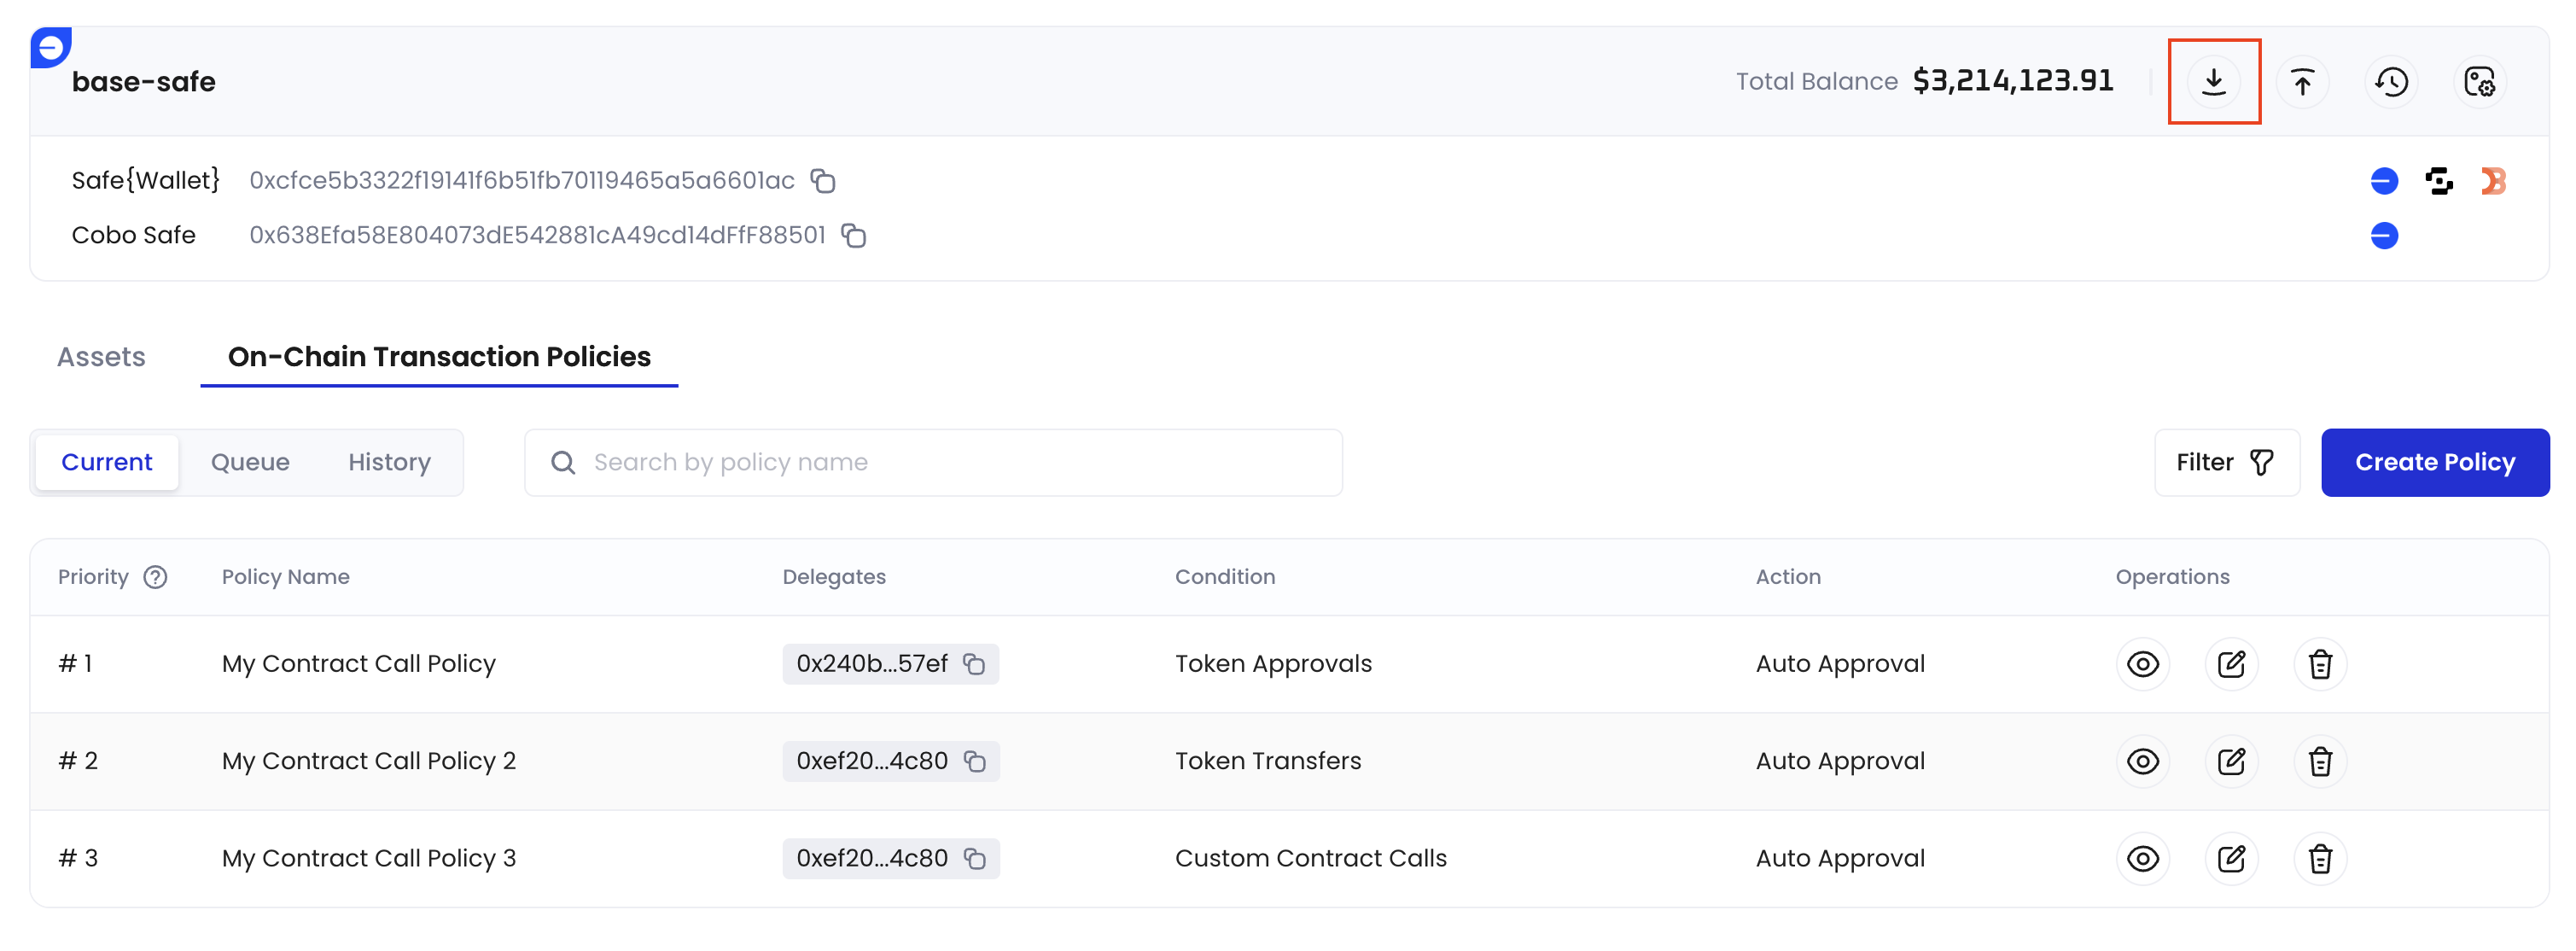 base-safe
Total Balance $3,214,123.91
Safe{Wallet} 0xcfce5b3322f19141f6b51fb70119465a5a6601ac
Cobo Safe 0x638Efa58E804073dE542881cA49cd14dFfF88501
Assets On-Chain Transaction Policies
Current Queue History Search by policy name Filter Create Policy
Priority Policy Name Delegates Condition Action Operations
# 1 My Contract Call Policy 0x240b...57ef Token Approvals Auto Approval
# 2 My Contract Call Policy 2 0xef20...4c80 Token Transfers Auto Approval
# 3 My Contract Call Policy 3 0xef20...4c80 Custom Contract Calls Auto Approval